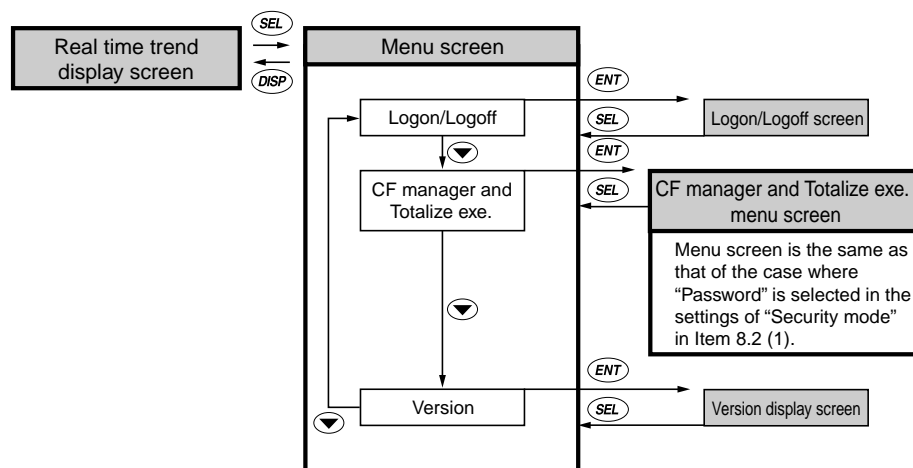 SEL
Real time trend
display screen
DISP
Menu screen
Logon/Logoff
ENT
SEL
Logon/Logoff screen
CF manager and
Totalize exe.
ENT
SEL
CF manager and Totalize exe.
menu screen
Menu screen is the same as
that of the case where
“Password” is selected in the
settings of “Security mode”
in Item 8.2 (1).
Version
ENT
SEL
Version display screen